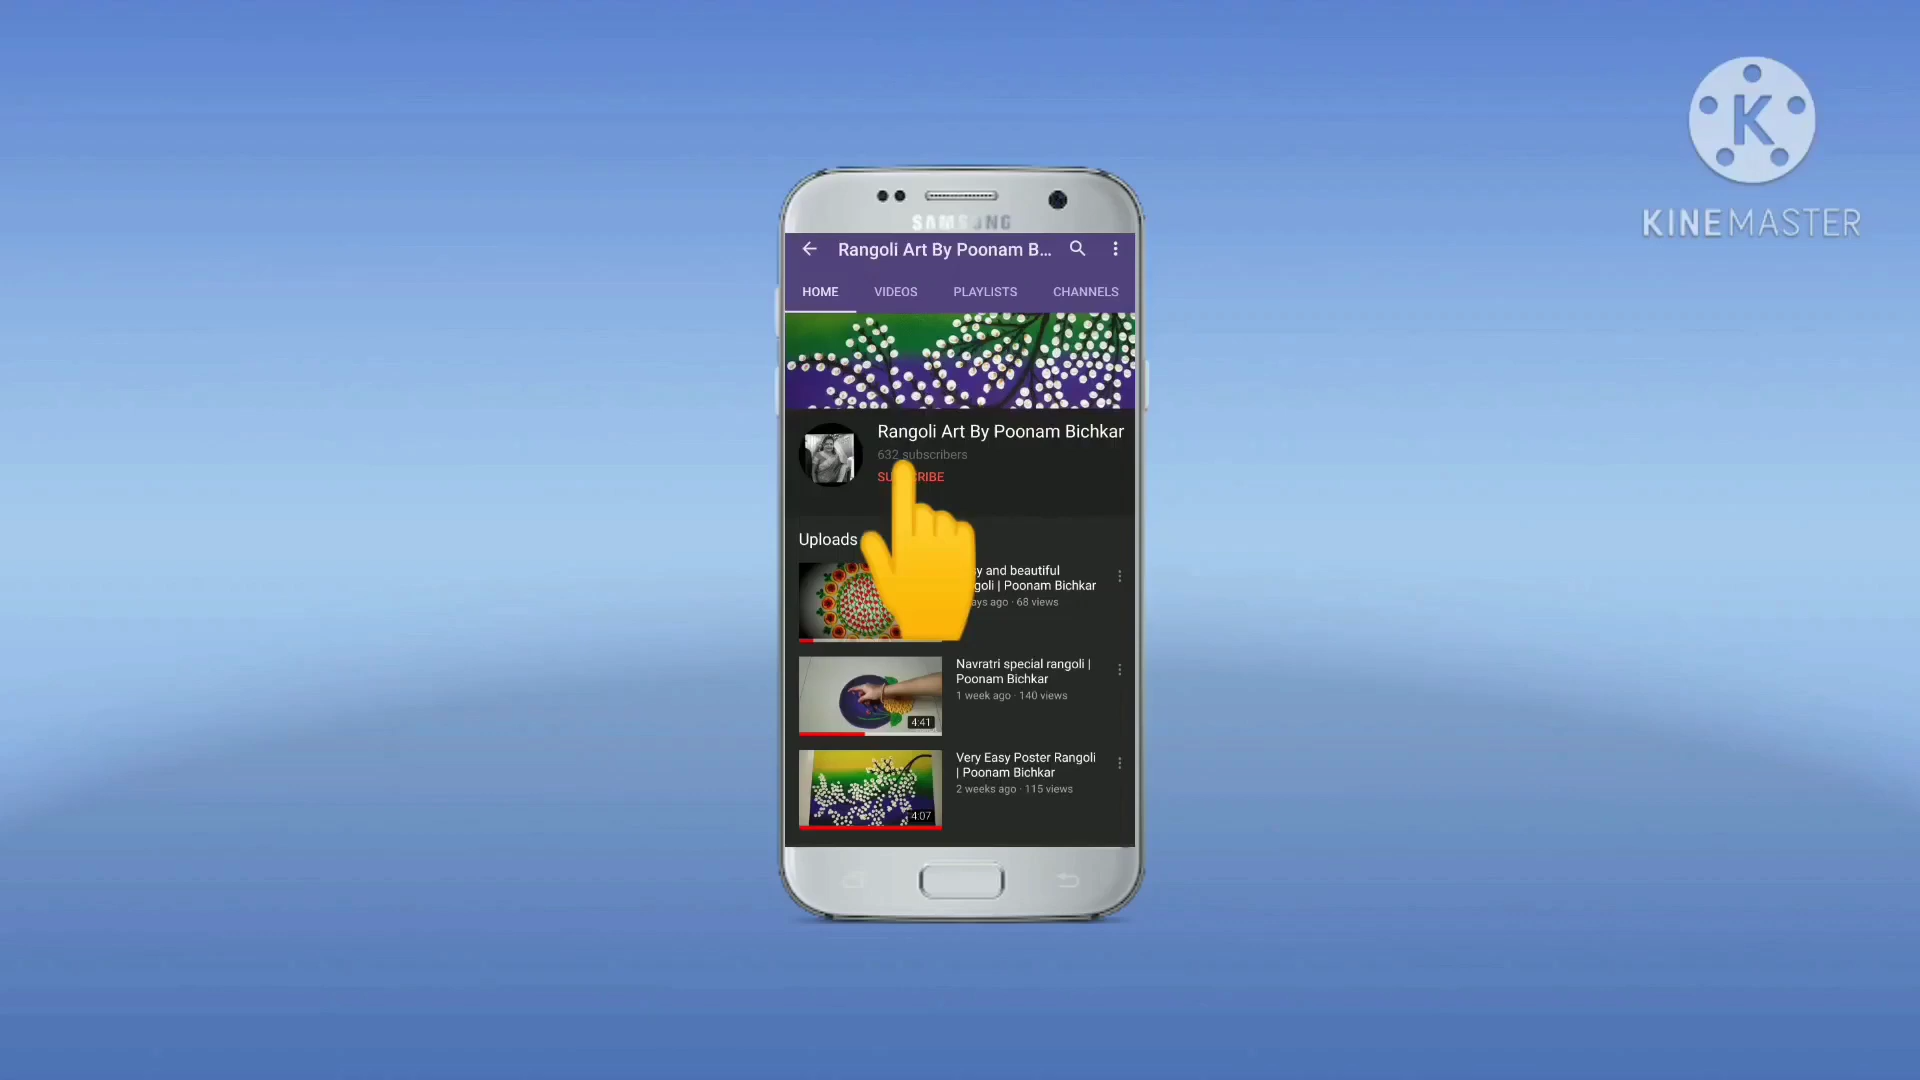 KINEMASTER
SAMSUNG
Rangoli Art By Poonam B...
HOME VIDEOS PLAYLISTS CHANNELS
Rangoli Art By Poonam Bichkar
632 subscribers
Uploads
and beautiful
| Poonam Bichkar
ago · 68 views
Navratri special rangoli |
Poonam Bichkar
1 week ago · 140 views
4:41
Very Easy Poster Rangoli
| Poonam Bichkar
2 weeks ago · 115 views
4:07